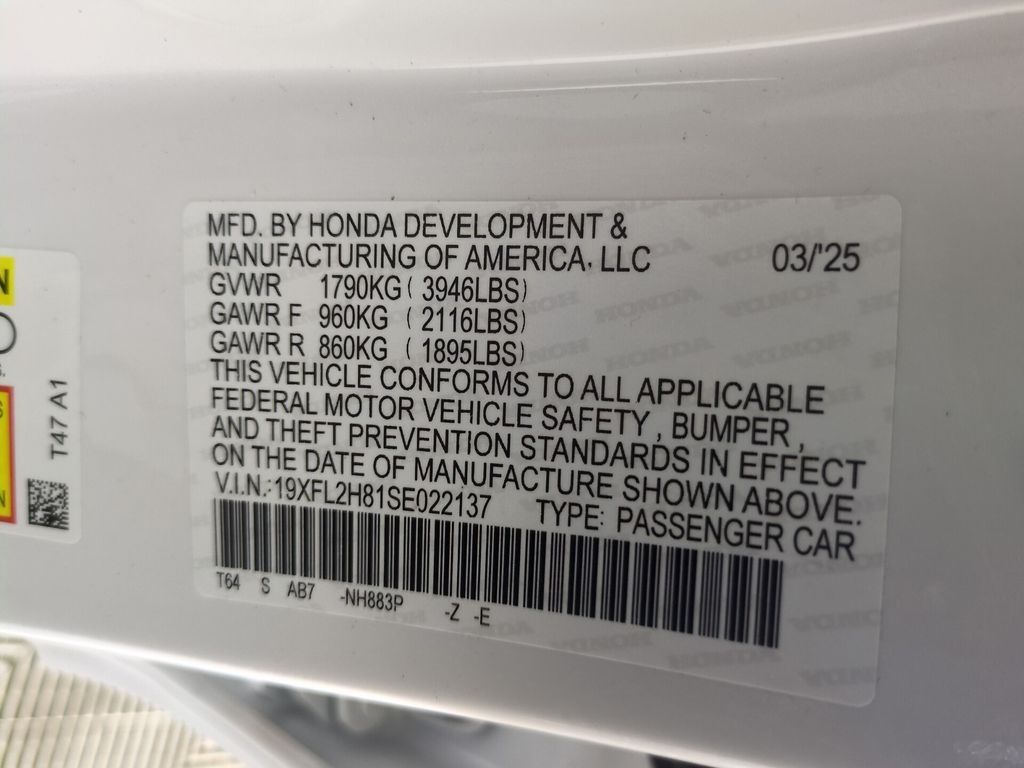 MFD. BY HONDA DEVELOPMENT &
MANUFACTURING OF AMERICA, LLC 03/'25
GVWR 1790KG ( 3946LBS)
GAWR F 960KG ( 2116LBS)
GAWR R 860KG ( 1895LBS)
THIS VEHICLE CONFORMS TO ALL APPLICABLE
FEDERAL MOTOR VEHICLE SAFETY , BUMPER ,
AND THEFT PREVENTION STANDARDS IN EFFECT
ON THE DATE OF MANUFACTURE SHOWN ABOVE.
V.I.N.:19XFL2H81SE022137 TYPE: PASSENGER CAR
T64 S AB7 -NH883P -Z -E
T47 A1